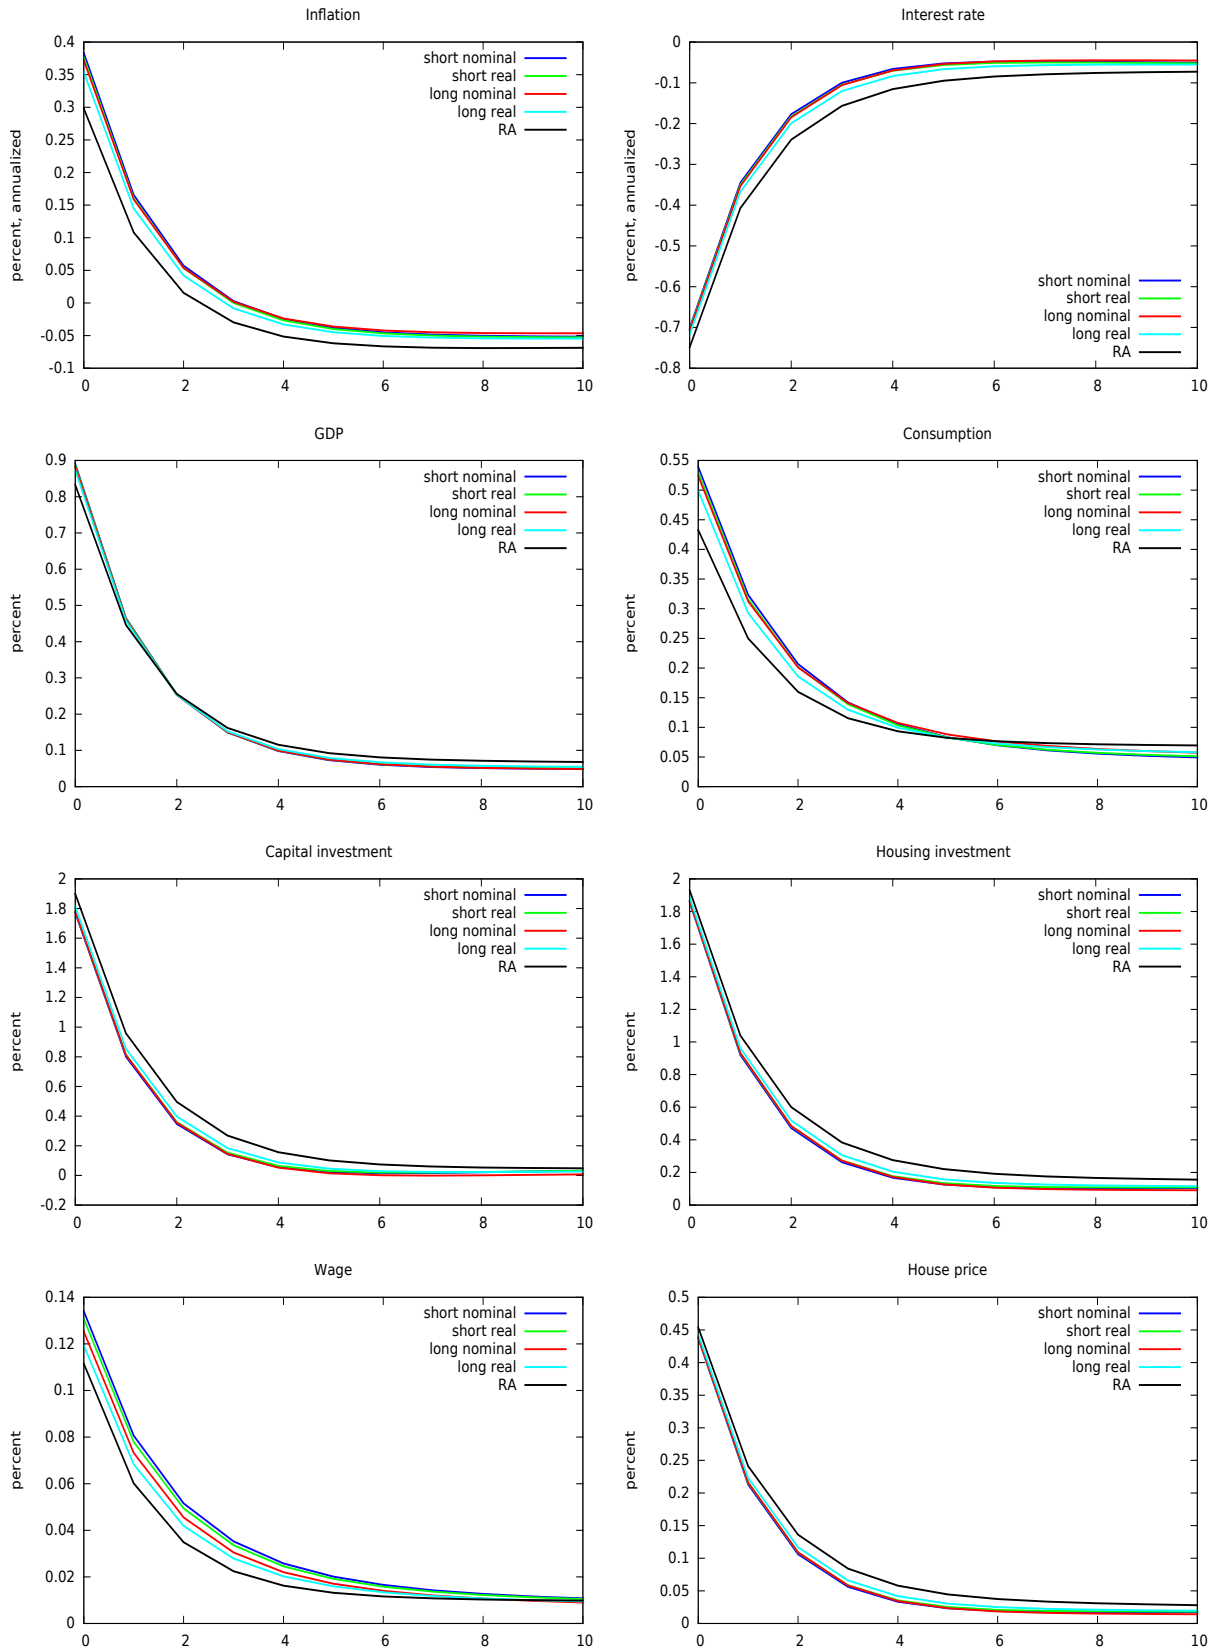 Inflation
percent, annualized
0.4
0.35
0.3
0.25
0.2
0.15
0.1
0.05
0
-0.05
-0.1
short nominal
short real
long nominal
long real
RA
0 2 4 6 8 10
Interest rate
percent, annualized
0
-0.1
-0.2
-0.3
-0.4
-0.5
-0.6
-0.7
-0.8
short nominal
short real
long nominal
long real
RA
0 2 4 6 8 10
GDP
percent
0.9
0.8
0.7
0.6
0.5
0.4
0.3
0.2
0.1
0
short nominal
short real
long nominal
long real
RA
0 2 4 6 8 10
Consumption
percent
0.55
0.5
0.45
0.4
0.35
0.3
0.25
0.2
0.15
0.1
0.05
0
short nominal
short real
long nominal
long real
RA
0 2 4 6 8 10
Capital investment
percent
2
1.8
1.6
1.4
1.2
1
0.8
0.6
0.4
0.2
0
-0.2
short nominal
short real
long nominal
long real
RA
0 2 4 6 8 10
Housing investment
percent
2
1.8
1.6
1.4
1.2
1
0.8
0.6
0.4
0.2
0
short nominal
short real
long nominal
long real
RA
0 2 4 6 8 10
Wage
percent
0.14
0.12
0.1
0.08
0.06
0.04
0.02
0
short nominal
short real
long nominal
long real
RA
0 2 4 6 8 10
House price
percent
0.5
0.45
0.4
0.35
0.3
0.25
0.2
0.15
0.1
0.05
0
short nominal
short real
long nominal
long real
RA
0 2 4 6 8 10